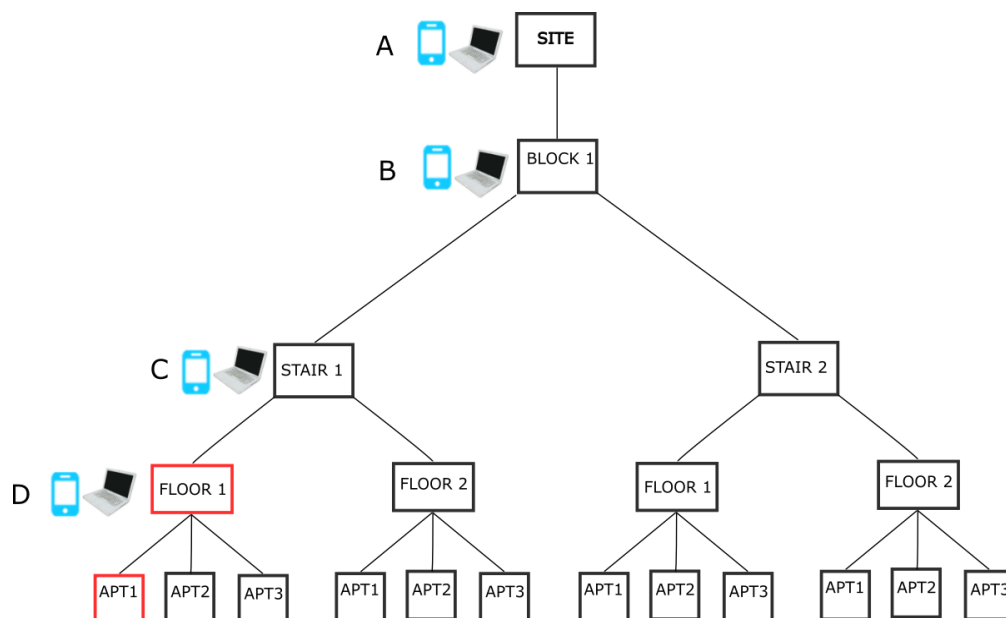 A
SITE
B
BLOCK 1
C
STAIR 1
STAIR 2
D
FLOOR 1
FLOOR 2
FLOOR 1
FLOOR 2
APT1
APT2
APT3
APT1
APT2
APT3
APT1
APT2
APT3
APT1
APT2
APT3